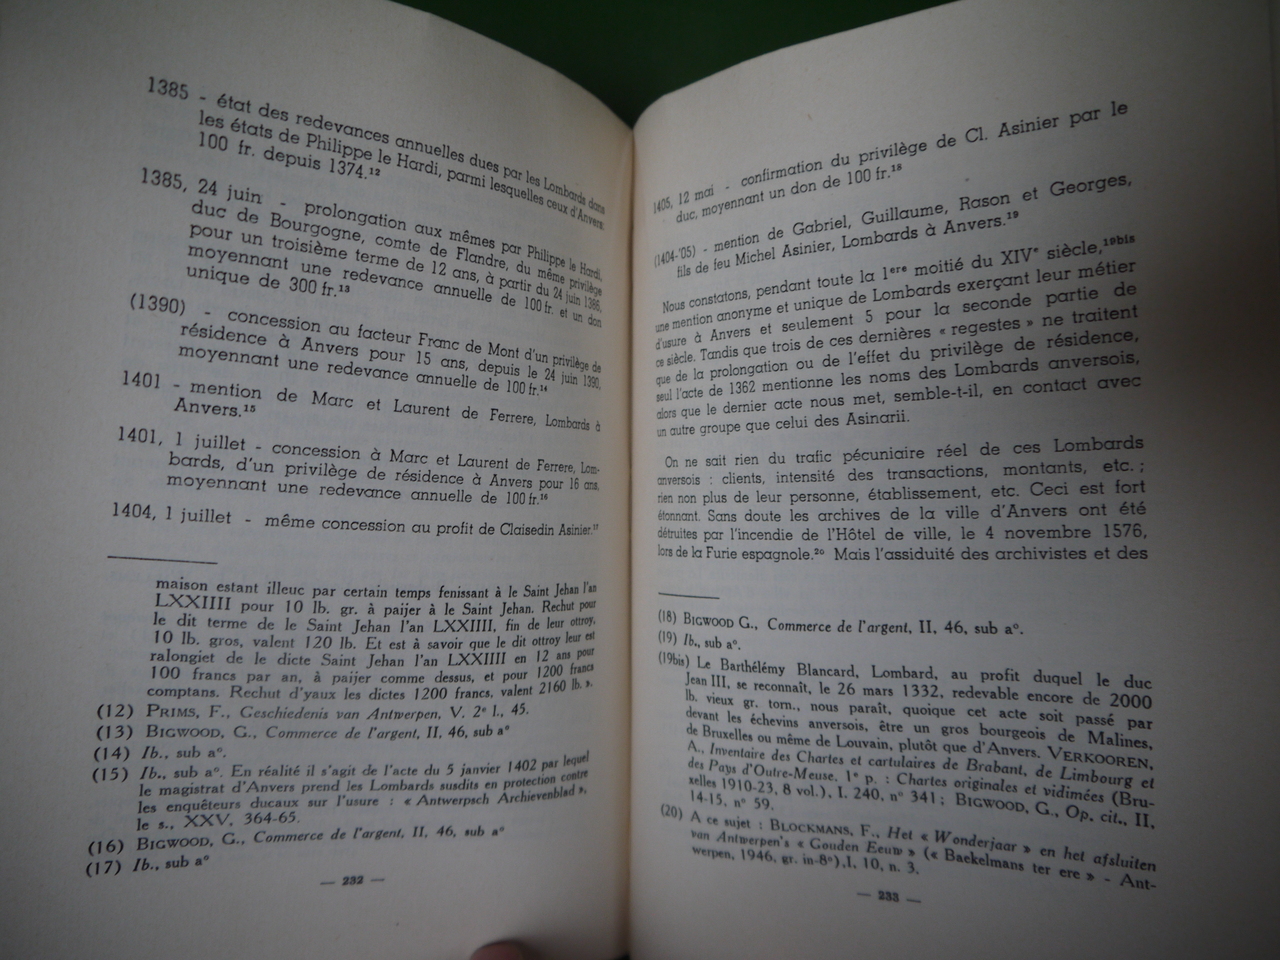 1385 - état des redevances annuelles dues par les Lombards dans
les états de Philippe le Hardi, parmi lesquelles ceux d'Anvers:
100 fr. depuis 1374.¹²
1385, 24 juin - prolongation aux mêmes par Philippe le Hardi,
duc de Bourgogne, comte de Flandre, du même privilège
pour un troisième terme de 12 ans, à partir du 24 juin 1386,
moyennant une redevance annuelle de 100 fr. et un don
unique de 300 fr.¹³
(1390) - concession au facteur Franc de Mont d'un privilège de
résidence à Anvers pour 15 ans, depuis le 24 juin 1390,
moyennant une redevance annuelle de 100 fr.¹⁴
1401 - mention de Marc et Laurent de Ferrere, Lombards à
Anvers.¹⁵
1401, 1 juillet - concession à Marc et Laurent de Ferrere, Lom-
bards, d'un privilège de résidence à Anvers pour 16 ans,
moyennant une redevance annuelle de 100 fr.¹⁶
1404, 1 juillet - même concession au profit de Claisedin Asinier.¹⁷
maison estant illeuc par certain temps fenissant à le Saint Jehan l'an
LXXIIII pour 10 lb. gr. à paijer à le Saint Jehan. Rechut pour
le dit terme de le Saint Jehan l'an LXXIIII, fin de leur ottroy,
10 lb. gros, valent 120 lb. Et est à savoir que le dit ottroy leur est
ralongiet de le dicte Saint Jehan l'an LXXIIII en 12 ans pour
100 francs par an, à paijer comme dessus, et pour 1200 francs
comptans. Rechut d'yaux les dictes 1200 francs, valent 2160 lb. ».
(12) PRIMS, F., Geschiedenis van Antwerpen, V. 2e l., 45.
(13) BIGWOOD, G., Commerce de l'argent, II, 46, sub a°
(14) Ib., sub a°.
(15) Ib., sub a°. En réalité il s'agit de l'acte du 5 janvier 1402 par lequel
le magistrat d'Anvers prend les Lombards susdits en protection contre
les enquêteurs ducaux sur l'usure : « Antwerpsch Archievenblad »,
le s., XXV, 364-65.
(16) BIGWOOD, G., Commerce de l'argent, II, 46, sub a°
(17) Ib., sub a°
— 232 —
1405, 12 mai - confirmation du privilège de Cl. Asinier par le
duc, moyennant un don de 100 fr.¹⁸
(1404-'05) - mention de Gabriel, Guillaume, Rason et Georges,
fils de feu Michel Asinier, Lombards à Anvers.¹⁹
Nous constatons, pendant toute la 1ere moitié du XIVe siècle,19bis
une mention anonyme et unique de Lombards exerçant leur métier
d'usure à Anvers et seulement 5 pour la seconde partie de
ce siècle. Tandis que trois de ces dernières « regestes » ne traitent
que de la prolongation ou de l'effet du privilège de résidence,
seul l'acte de 1362 mentionne les noms des Lombards anversois,
alors que le dernier acte nous met, semble-t-il, en contact avec
un autre groupe que celui des Asinarii.
On ne sait rien du trafic pécuniaire réel de ces Lombards
anversois : clients, intensité des transactions, montants, etc. ;
rien non plus de leur personne, établissement, etc. Ceci est fort
étonnant. Sans doute les archives de la ville d'Anvers ont été
détruites par l'incendie de l'Hôtel de ville, le 4 novembre 1576,
lors de la Furie espagnole.²⁰ Mais l'assiduité des archivistes et des
(18) BIGWOOD G., Commerce de l'argent, II, 46, sub a°.
(19) Ib., sub a°.
(19bis) Le Barthélémy Blancard, Lombard, au profit duquel le duc
Jean III, se reconnaît, le 26 mars 1332, redevable encore de 2000
lb. vieux gr. torn., nous paraît, quoique cet acte soit passé par
devant les échevins anversois, être un gros bourgeois de Malines,
de Bruxelles ou même de Louvain, plutôt que d'Anvers. VERKOOREN,
A., Inventaire des Chartes et cartulaires de Brabant, de Limbourg et
des Pays d'Outre-Meuse. 1e p. : Chartes originales et vidimées (Bru-
xelles 1910-23, 8 vol.), I. 240, n° 341 ; BIGWOOD, G., Op. cit., II,
14-15, n° 59.
(20) A ce sujet : BLOCKMANS, F., Het « Wonderjaar » en het afsluiten
van Antwerpen's « Gouden Eeuw » (« Baekelmans ter ere » - Ant-
werpen, 1946, gr. in-8°), I, 10, n. 3.
— 233 —